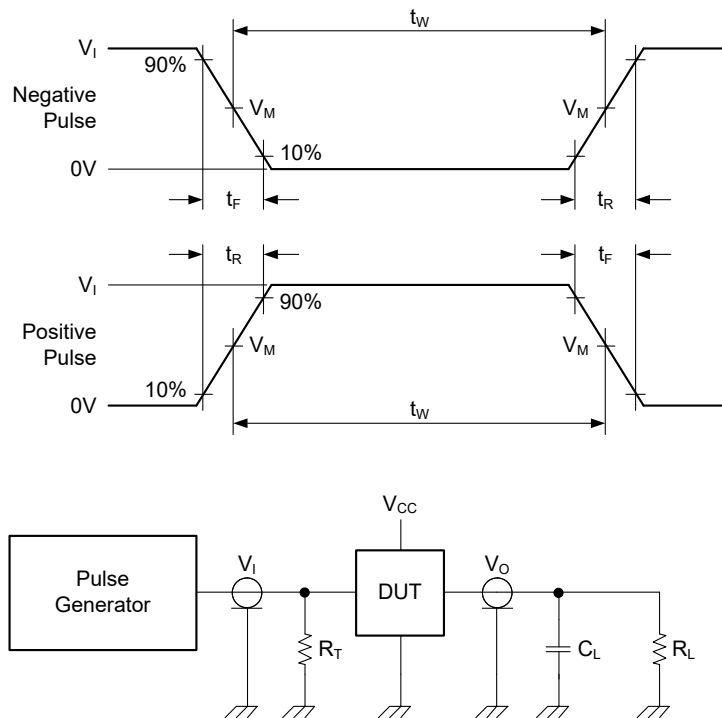 tW
VI
90%
Negative
Pulse
VM
VM
10%
0V
tF
tR
tR
tF
VI
90%
Positive
Pulse
VM
VM
10%
0V
tW
VCC
Pulse
Generator
VI
DUT
VO
RT
CL
RL